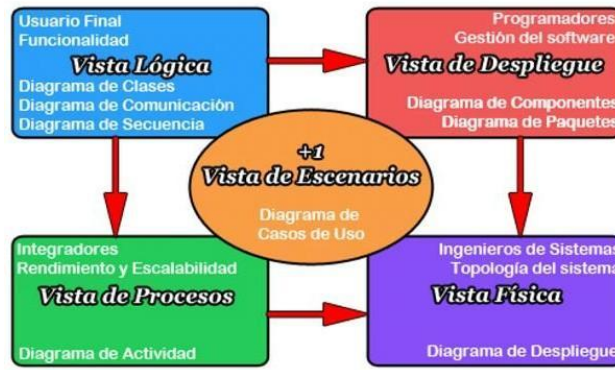 Usuario Final
Funcionalidad
Vista Lógica
Diagrama de Clases
Diagrama de Comunicación
Diagrama de Secuencia
Programadores
Gestión del software
Vista de Despliegue
Diagrama de Componentes
Diagrama de Paquetes
+1
Vista de Escenarios
Diagrama de
Casos de Uso
Integradores
Rendimiento y Escalabilidad
Vista de Procesos
Diagrama de Actividad
Ingenieros de Sistemas
Topología del sistema
Vista Física
Diagrama de Despliegue